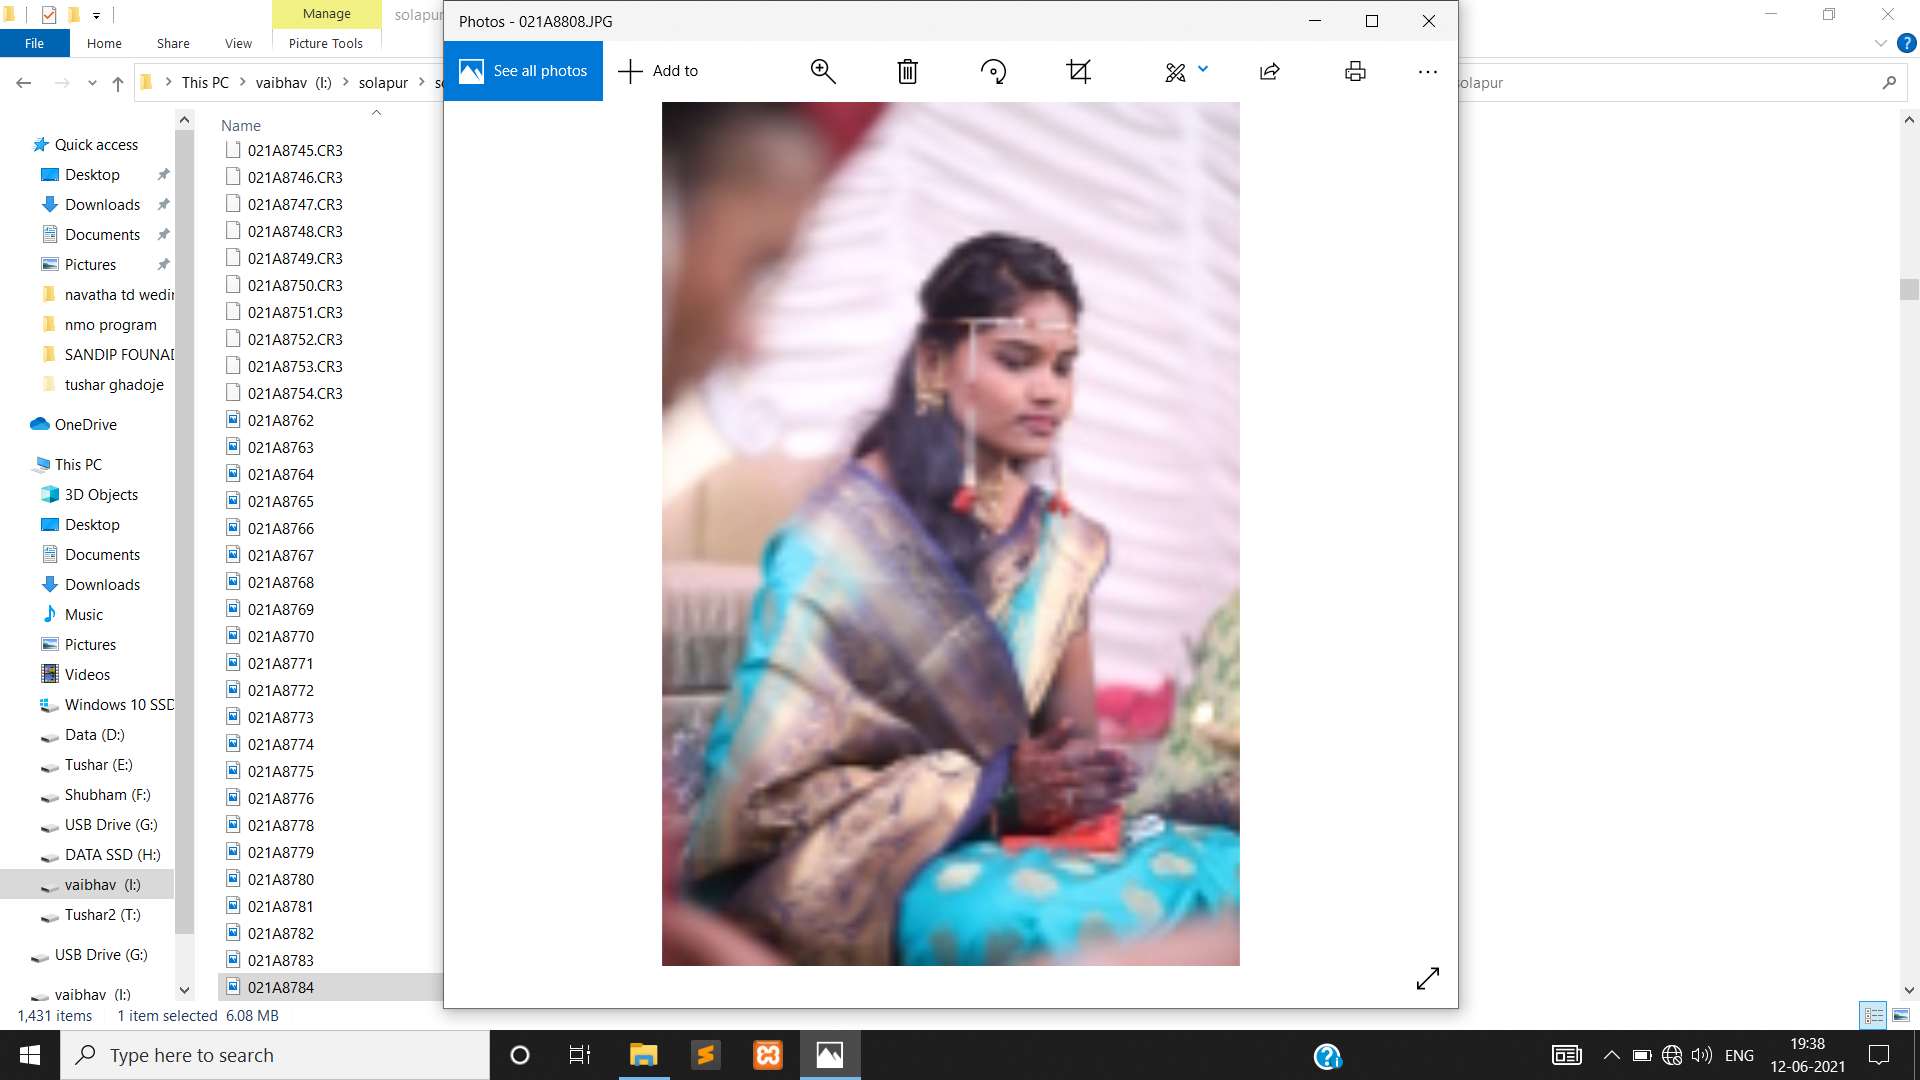 Manage
solapur
File
Home
Share
View
Picture Tools
This PC
vaibhav (I:)
solapur
solapur
Photos - 021A8808.JPG
See all photos
Add to
Quick access
Desktop
Downloads
Documents
Pictures
navatha td wedin
nmo program
SANDIP FOUNAD
tushar ghadoje
OneDrive
This PC
3D Objects
Desktop
Documents
Downloads
Music
Pictures
Videos
Windows 10 SSD
Data (D:)
Tushar (E:)
Shubham (F:)
USB Drive (G:)
DATA SSD (H:)
vaibhav (I:)
Tushar2 (T:)
USB Drive (G:)
vaibhav (I:)
Name
021A8745.CR3
021A8746.CR3
021A8747.CR3
021A8748.CR3
021A8749.CR3
021A8750.CR3
021A8751.CR3
021A8752.CR3
021A8753.CR3
021A8754.CR3
021A8762
021A8763
021A8764
021A8765
021A8766
021A8767
021A8768
021A8769
021A8770
021A8771
021A8772
021A8773
021A8774
021A8775
021A8776
021A8778
021A8779
021A8780
021A8781
021A8782
021A8783
021A8784
1,431 items 1 item selected 6.08 MB
Type here to search
ENG
19:38
12-06-2021